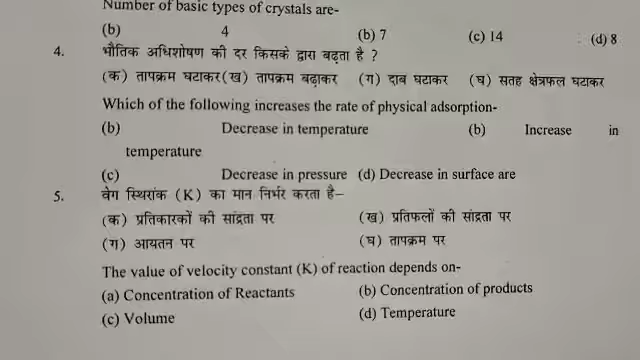 Number of basic types of crystals are-
(b) 4 (b) 7 (c) 14 (d) 8
4. भौतिक अधिशोषण की दर किसके द्वारा बढ़ता है ?
(क) तापक्रम घटाकर(ख) तापक्रम बढ़ाकर (ग) दाब घटाकर (घ) सतह क्षेत्रफल घटाकर
Which of the following increases the rate of physical adsorption-
(b) Decrease in temperature (b) Increase in
temperature
(c) Decrease in pressure (d) Decrease in surface are
5. वेग स्थिरांक (K) का मान निर्भर करता है–
(क) प्रतिकारकों की सांद्रता पर (ख) प्रतिफलों की सांद्रता पर
(ग) आयतन पर (घ) तापक्रम पर
The value of velocity constant (K) of reaction depends on-
(a) Concentration of Reactants (b) Concentration of products
(c) Volume (d) Temperature